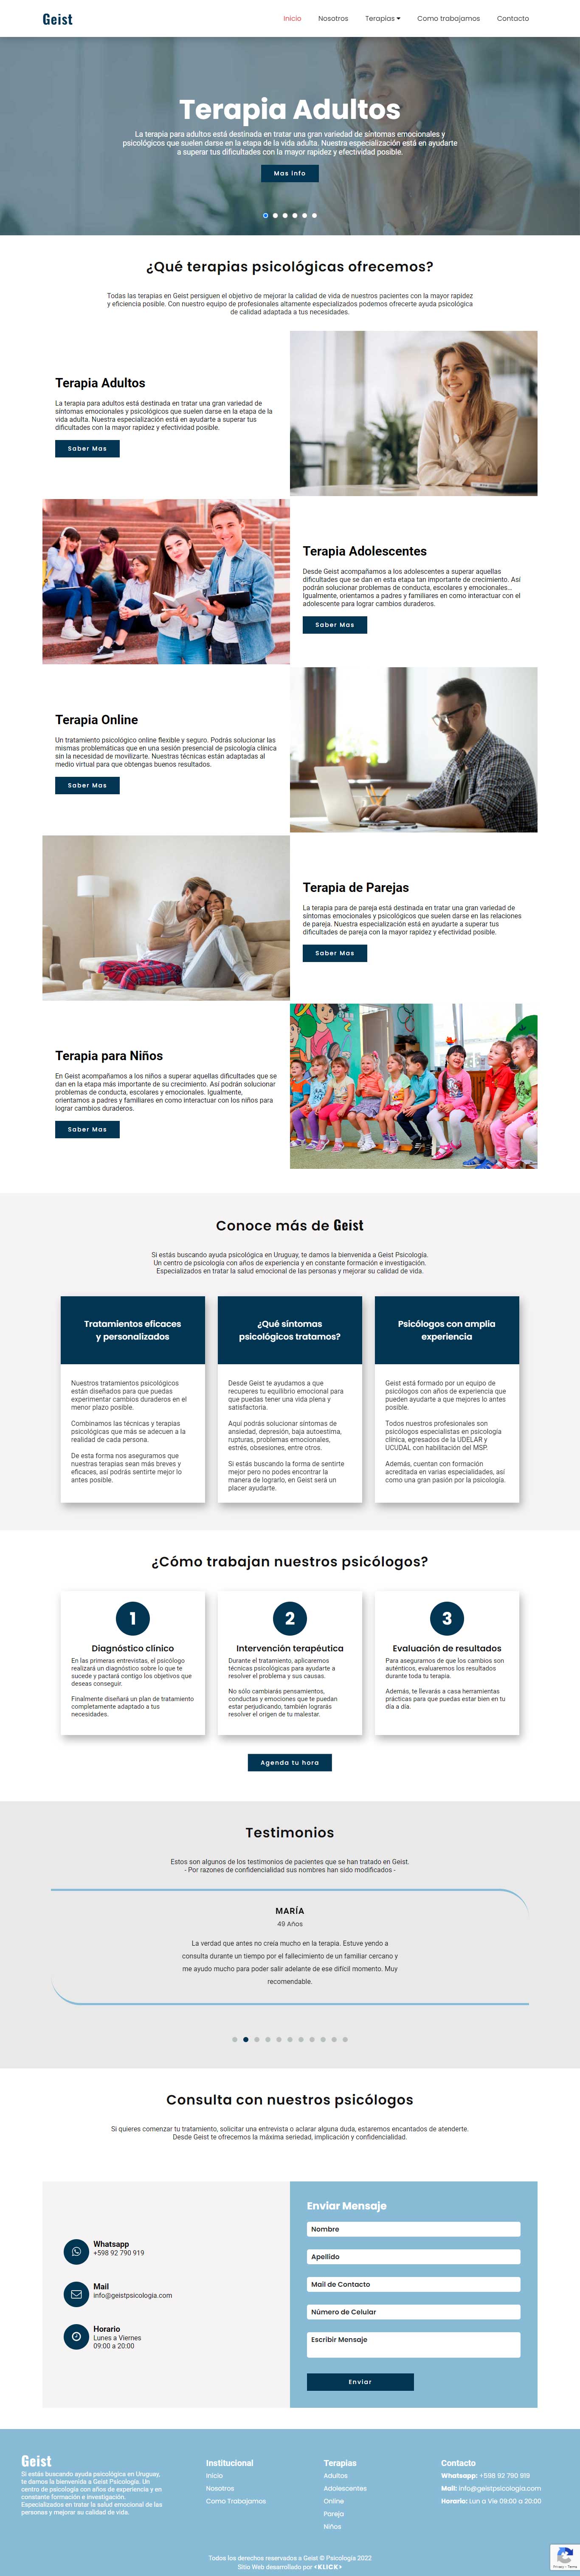 Geist
Inicio
Nosotros
Terapias
Como trabajamos
Contacto
Terapia Adultos
La terapia para adultos está destinada en tratar una gran variedad de síntomas emocionales y
psicológicos que suelen darse en la etapa de la vida adulta. Nuestra especialización está en ayudarte
a superar tus dificultades con la mayor rapidez y efectividad posible.
Mas info
¿Qué terapias psicológicas ofrecemos?
Todas las terapias en Geist persiguen el objetivo de mejorar la calidad de vida de nuestros pacientes con la mayor rapidez
y eficiencia posible. Con nuestro equipo de profesionales altamente especializados podemos ofrecerte ayuda psicológica
de calidad adaptada a tus necesidades.
Terapia Adultos
La terapia para adultos está destinada en tratar una gran variedad de
síntomas emocionales y psicológicos que suelen darse en la etapa de la
vida adulta. Nuestra especialización está en ayudarte a superar tus
dificultades con la mayor rapidez y efectividad posible.
Saber Mas
Terapia Adolescentes
Desde Geist acompañamos a los adolescentes a superar aquellas
dificultades que se dan en esta etapa tan importante de crecimiento. Así
podrán solucionar problemas de conducta, escolares y emocionales...
Igualmente, orientamos a padres y familiares en como interactuar con el
adolescente para lograr cambios duraderos.
Saber Mas
Terapia Online
Un tratamiento psicológico online flexible y seguro. Podrás solucionar las
mismas problemáticas que en una sesión presencial de psicología clínica
sin la necesidad de movilizarte. Nuestras técnicas están adaptadas al
medio virtual para que obtengas buenos resultados.
Saber Mas
Terapia de Parejas
La terapia para de pareja está destinada en tratar una gran variedad de
síntomas emocionales y psicológicos que suelen darse en las relaciones
de pareja. Nuestra especialización está en ayudarte a superar tus
dificultades de pareja con la mayor rapidez y efectividad posible.
Saber Mas
Terapia para Niños
En Geist acompañamos a los niños a superar aquellas dificultades que se
dan en la etapa más importante de su crecimiento. Así podrán solucionar
problemas de conducta, escolares y emocionales. Igualmente,
orientamos a padres y familiares en como interactuar con los niños para
lograr cambios duraderos.
Saber Mas
Conoce más de Geist
Si estás buscando ayuda psicológica en Uruguay, te damos la bienvenida a Geist Psicología.
Un centro de psicología con años de experiencia y en constante formación e investigación.
Especializados en tratar la salud emocional de las personas y mejorar su calidad de vida.
Tratamientos eficaces
y personalizados
Nuestros tratamientos psicológicos
están diseñados para que puedas
experimentar cambios duraderos en el
menor plazo posible.
Combinamos las técnicas y terapias
psicológicas que más se adecuen a la
realidad de cada persona.
De esta forma nos aseguramos que
nuestras terapias sean más breves y
eficaces, así podrás sentirte mejor lo
antes posible.
¿Qué síntomas
psicológicos tratamos?
Desde Geist te ayudamos a que
recuperes tu equilibrio emocional para
que puedas tener una vida plena y
satisfactoria.
Aquí podrás solucionar síntomas de
ansiedad, depresión, baja autoestima,
rupturas, problemas emocionales,
estrés, obsesiones, entre otros.
Si estás buscando la forma de sentirte
mejor pero no podes encontrar la
manera de lograrlo, en Geist será un
placer ayudarte.
Psicólogos con amplia
experiencia
Geist está formado por un equipo de
psicólogos con años de experiencia que
pueden ayudarte a que mejores lo antes
posible.
Todos nuestros profesionales son
psicólogos especialistas en psicología
clínica, egresados de la UDELAR y
UCUDAL con habilitación del MSP.
Además, cuentan con formación
acreditada en varias especialidades, así
como una gran pasión por la psicología.
¿Cómo trabajan nuestros psicólogos?
1
Diagnóstico clínico
En las primeras entrevistas, el psicólogo
realizará un diagnóstico sobre lo que te
sucede y pactará contigo los objetivos que
deseas conseguir.
Finalmente diseñará un plan de tratamiento
completamente adaptado a tus
necesidades.
2
Intervención terapéutica
Durante el tratamiento, aplicaremos
técnicas psicológicas para ayudarte a
resolver el problema y sus causas.
No sólo cambiarás pensamientos,
conductas y emociones que te puedan
estar perjudicando, también lograrás
resolver el origen de tu malestar.
3
Evaluación de resultados
Para asegurarnos de que los cambios son
auténticos, evaluaremos los resultados
durante toda tu terapia.
Además, te llevarás a casa herramientas
prácticas para que puedas estar bien en tu
día a día.
Agenda tu hora
Testimonios
Estos son algunos de los testimonios de pacientes que se han tratado en Geist.
- Por razones de confidencialidad sus nombres han sido modificados -
MARÍA
49 Años
La verdad que antes no creía mucho en la terapia. Estuve yendo a
consulta durante un tiempo por el fallecimiento de un familiar cercano y
me ayudo mucho para poder salir adelante de ese difícil momento. Muy
recomendable.
Consulta con nuestros psicólogos
Si quieres comenzar tu tratamiento, solicitar una entrevista o aclarar alguna duda, estaremos encantados de atenderte.
Desde Geist te ofrecemos la máxima seriedad, implicación y confidencialidad.
Whatsapp
+598 92 790 919
Mail
info@geistpsicologia.com
Horario
Lunes a Viernes
09:00 a 20:00
Enviar Mensaje
Nombre
Apellido
Mail de Contacto
Número de Celular
Escribir Mensaje
Enviar
Geist
Si estás buscando ayuda psicológica en Uruguay,
te damos la bienvenida a Geist Psicología. Un
centro de psicología con años de experiencia y en
constante formación e investigación.
Especializados en tratar la salud emocional de las
personas y mejorar su calidad de vida.
Institucional
Inicio
Nosotros
Como Trabajamos
Terapias
Adultos
Adolescentes
Online
Pareja
Niños
Contacto
Whatsapp: +598 92 790 919
Mail: info@geistpsicologia.com
Horario: Lun a Vie 09:00 a 20:00
Todos los derechos reservados a Geist © Psicología 2022
Sitio Web desarrollado por <KLICK>
Privacy - Terms